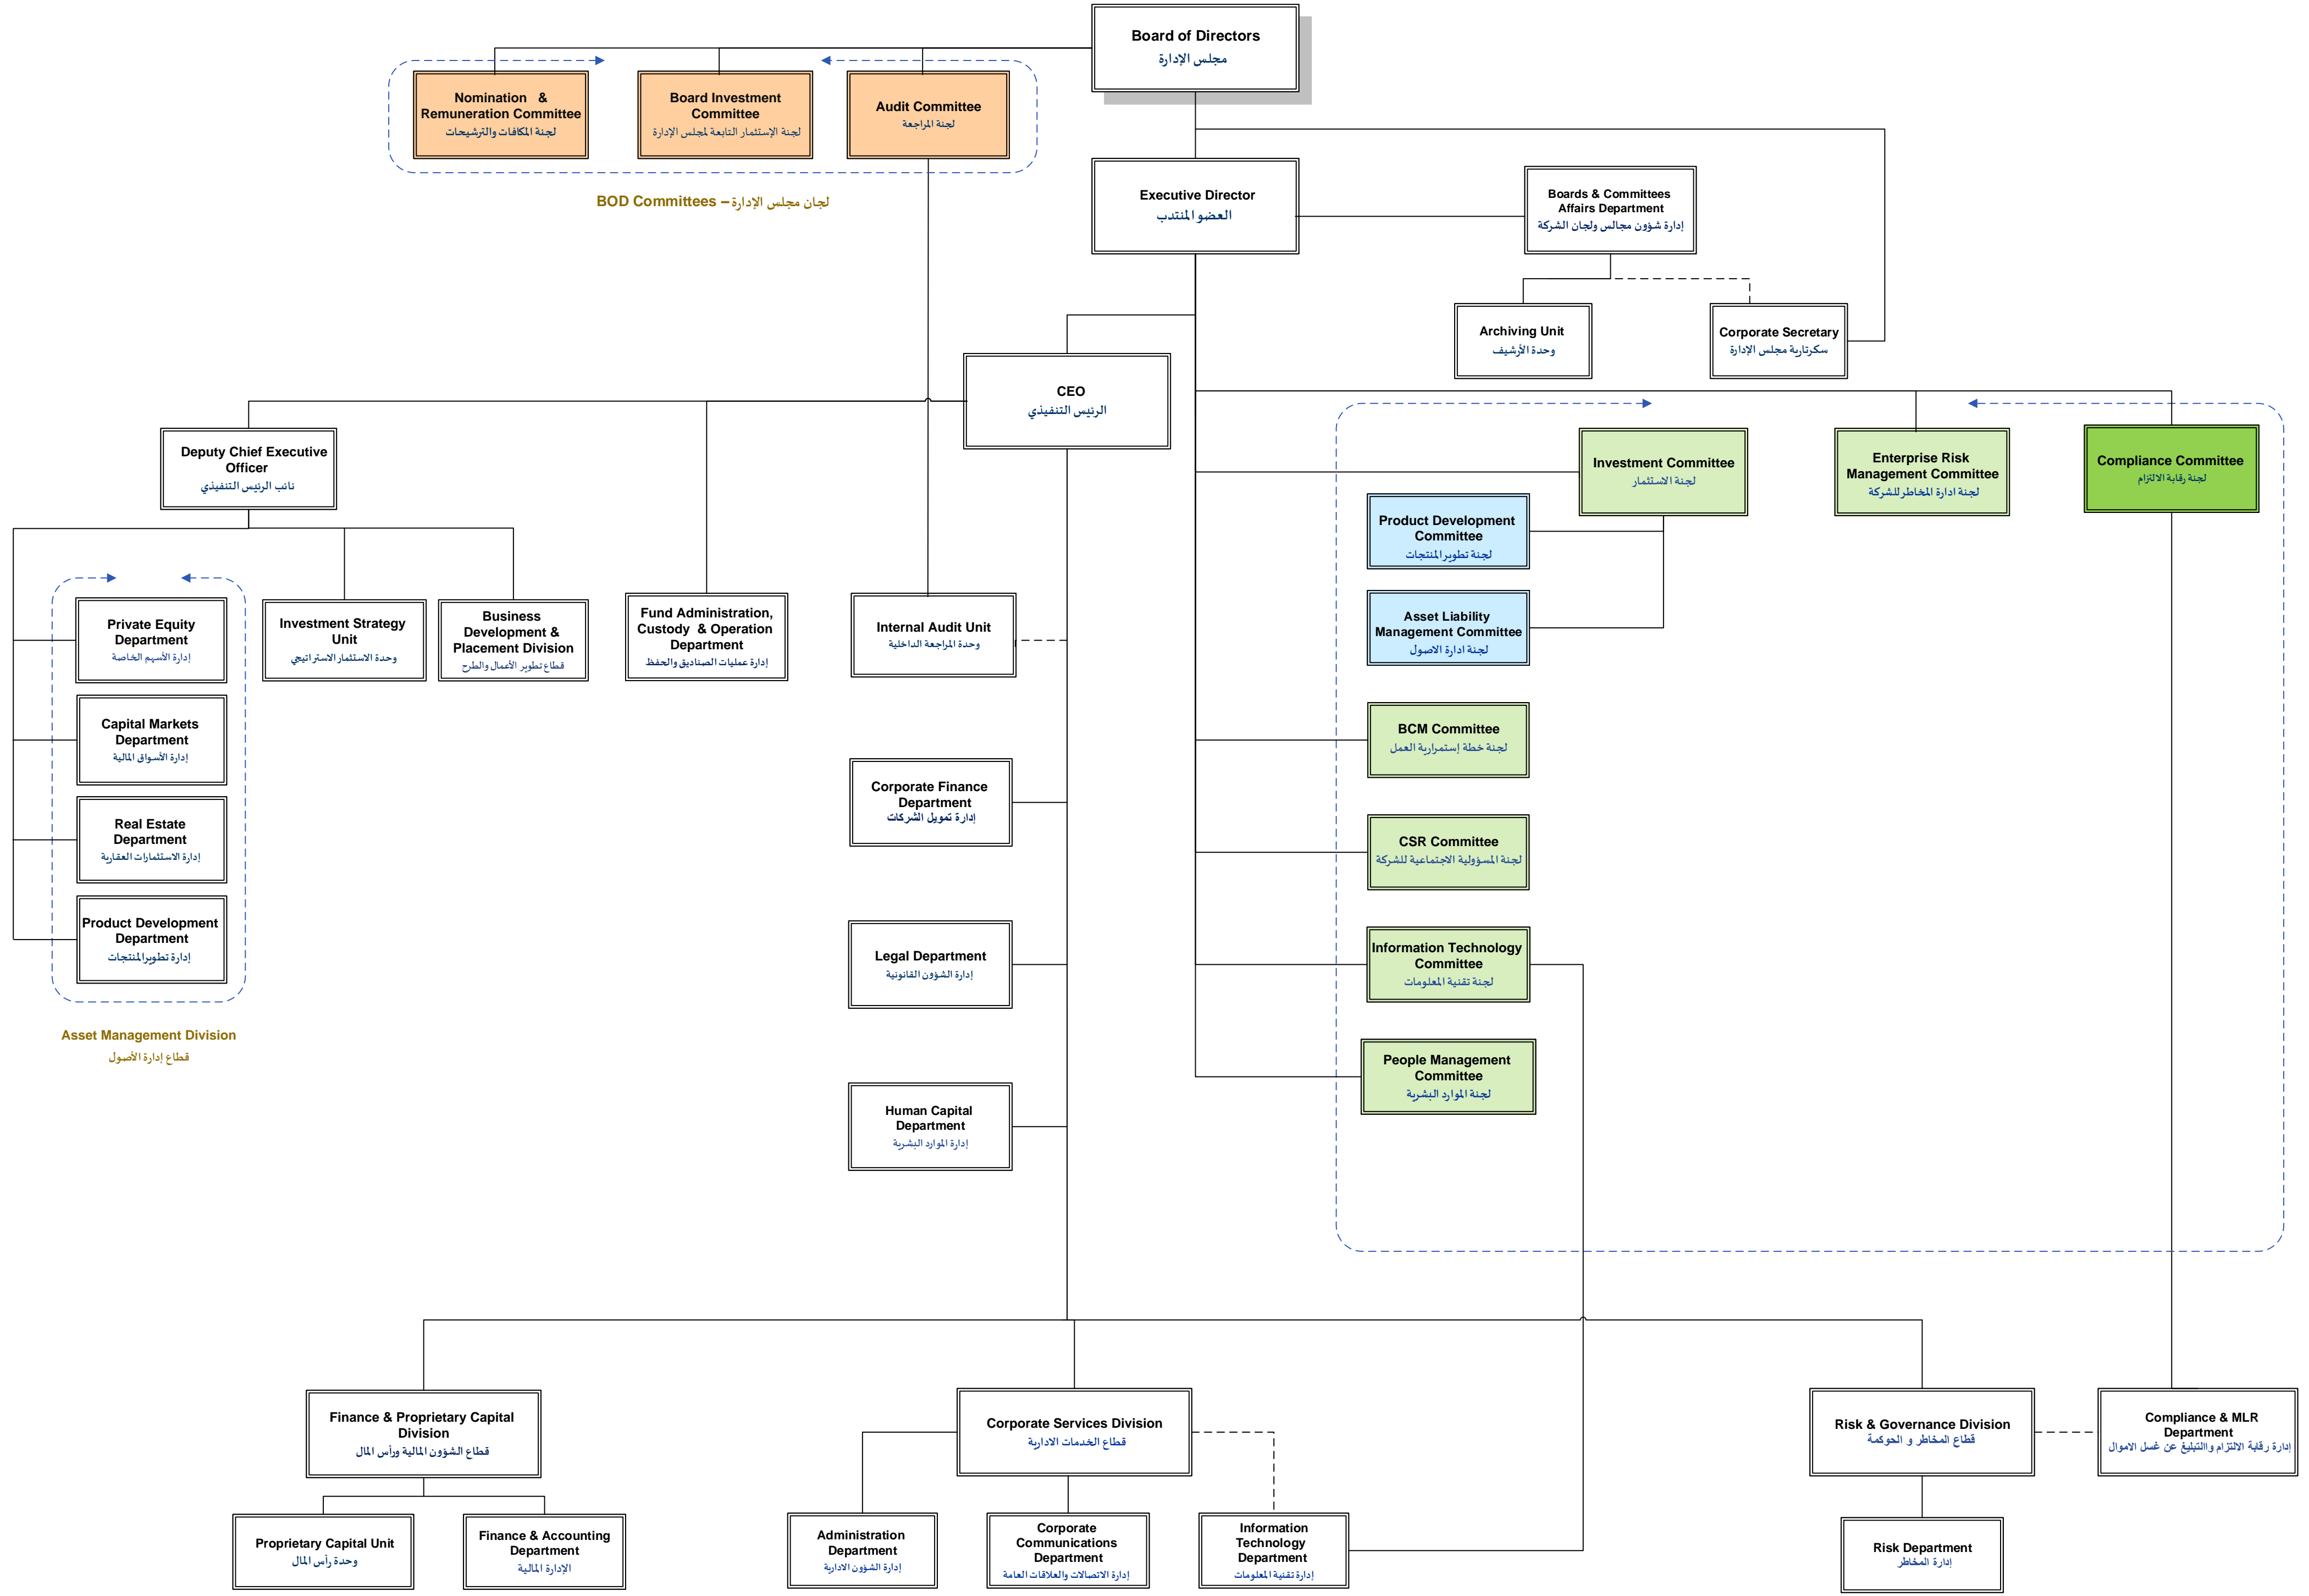 Board of Directors
مجلس الإدارة
Nomination & 
Remuneration Committee
لجنة المكافات والترشيحات
Board Investment
Committee
لجنة الإستثمار التابعة لمجلس الإدارة
Audit Committee
لجنة المراجعة
BOD Committees – لجان مجلس الإدارة
Executive Director
العضو المنتدب
Boards & Committees
Affairs Department
إدارة شؤون مجالس ولجان الشركة
Archiving Unit
وحدة الأرشيف
Corporate Secretary
سكرتارية مجلس الإدارة
CEO
الرئيس التنفيذي
Deputy Chief Executive
Officer
نائب الرئيس التنفيذي
Investment Committee
لجنة الاستثمار
Enterprise Risk
Management Committee
لجنة ادارة المخاطر للشركة
Compliance Committee
لجنة رقابة الالتزام
Product Development
Committee
لجنة تطوير المنتجات
Asset Liability
Management Committee
لجنة ادارة الاصول
Private Equity
Department
إدارة الأسهم الخاصة
Investment Strategy
Unit
وحدة الاستثمار الاستراتيجي
Business
Development &
Placement Division
قطاع تطوير الأعمال والطرح
Fund Administration,
Custody & Operation
Department
إدارة عمليات الصناديق والحفظ
Internal Audit Unit
وحدة المراجعة الداخلية
Capital Markets
Department
إدارة الأسواق المالية
BCM Committee
لجنة خطة إستمرارية العمل
Corporate Finance
Department
إدارة تمويل الشركات
Real Estate
Department
إدارة الاستثمارات العقارية
CSR Committee
لجنة المسؤولية الاجتماعية للشركة
Product Development
Department
إدارة تطوير المنتجات
Legal Department
إدارة الشؤون القانونية
Information Technology
Committee
لجنة تقنية المعلومات
Asset Management Division
قطاع إدارة الأصول
People Management
Committee
لجنة الموارد البشرية
Human Capital
Department
إدارة الموارد البشرية
Finance & Proprietary Capital
Division
قطاع الشؤون المالية ورأس المال
Corporate Services Division
قطاع الخدمات الادارية
Risk & Governance Division
قطاع المخاطر و الحوكمة
Compliance & MLR
Department
إدارة رقابة الالتزام واالتبليغ عن غسل الاموال
Proprietary Capital Unit
وحدة رأس المال
Finance & Accounting
Department
الإدارة المالية
Administration
Department
إدارة الشؤون الادارية
Corporate
Communications
Department
إدارة الاتصالات والعلاقات العامة
Information
Technology
Department
إدارة تقنية المعلومات
Risk Department
إدارة المخاطر